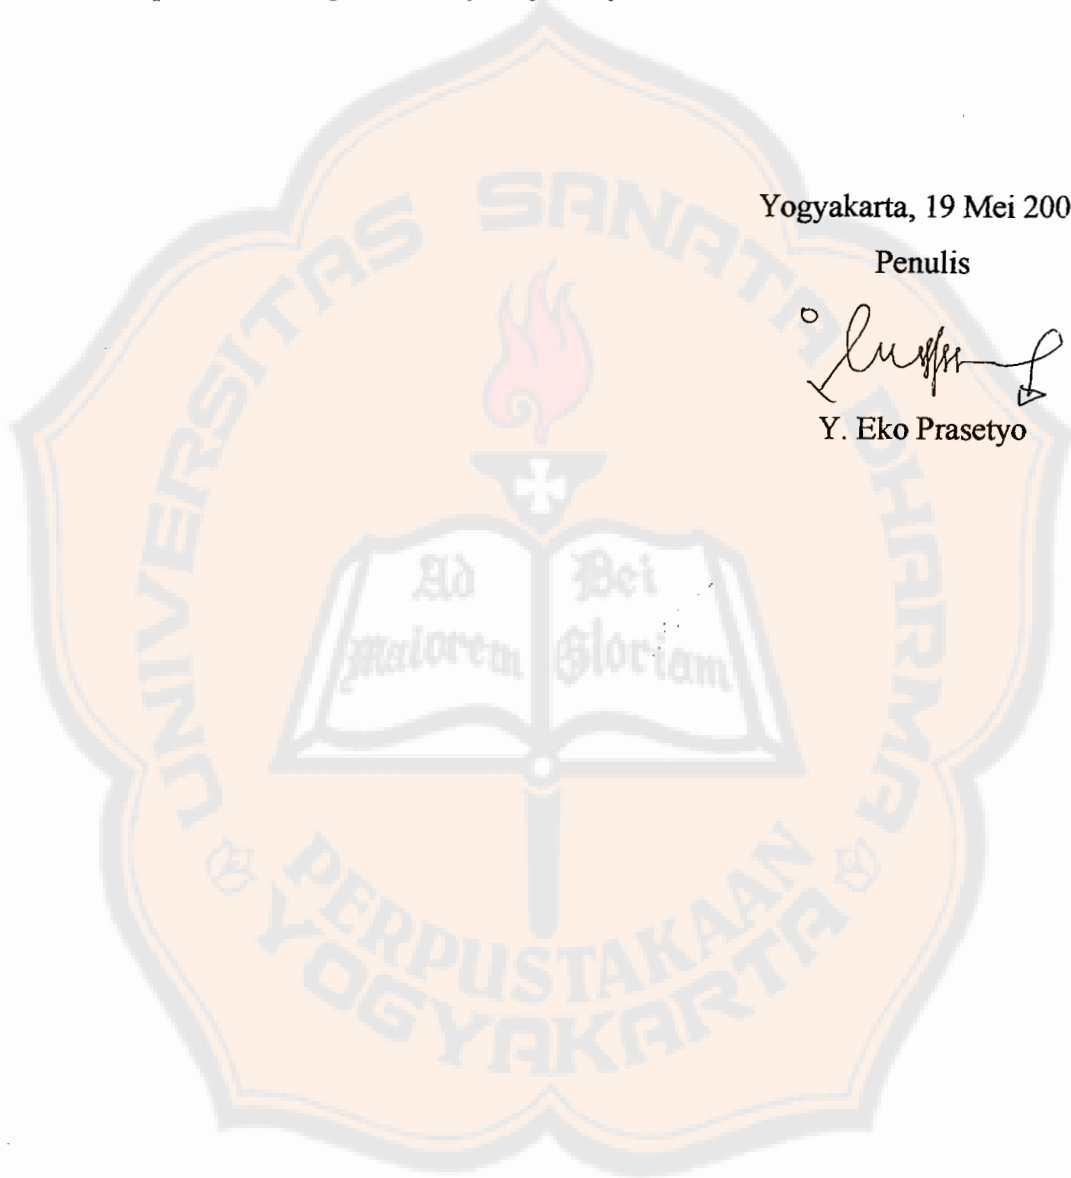 Yogyakarta, 19 Mei 200
Penulis
Y. Eko Prasetyo
UNIVERSITAS SANATA DHARMA
Ad Dei
Maiorem Gloriam
PERPUSTAKAAN
YOGYAKARTA